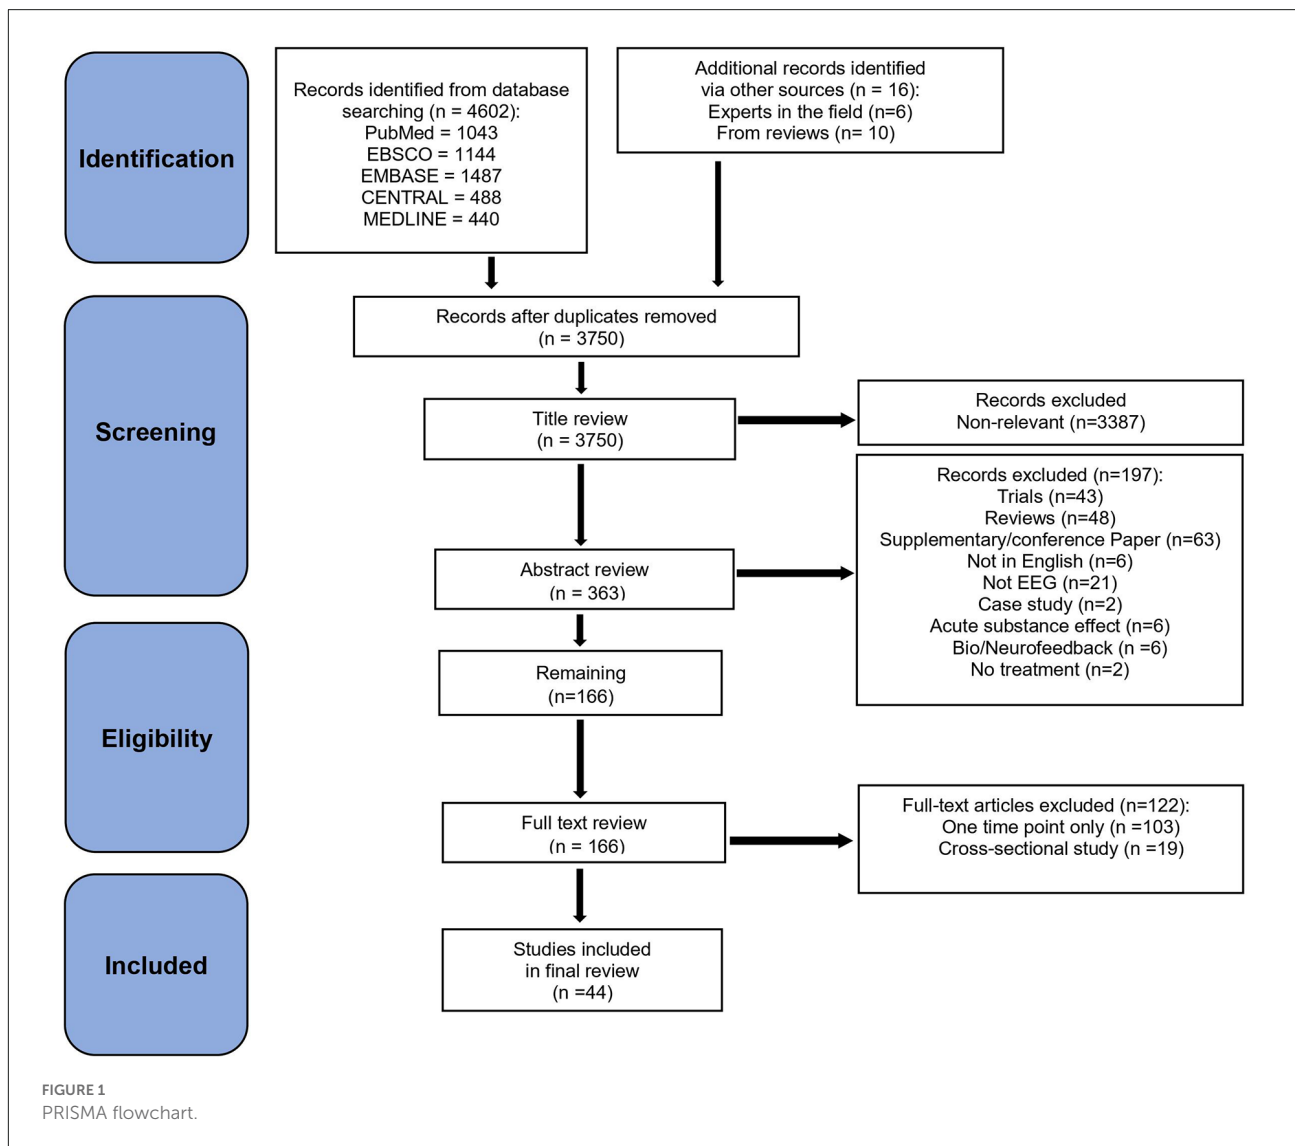 Identification
Records identified from database
searching (n = 4602):
PubMed = 1043
EBSCO = 1144
EMBASE = 1487
CENTRAL = 488
MEDLINE = 440
Additional records identified
via other sources (n = 16):
Experts in the field (n=6)
From reviews (n= 10)
Screening
Records after duplicates removed
(n = 3750)
Title review
(n = 3750)
Records excluded
Non-relevant (n=3387)
Abstract review
(n = 363)
Records excluded (n=197):
Trials (n=43)
Reviews (n=48)
Supplementary/conference Paper (n=63)
Not in English (n=6)
Not EEG (n=21)
Case study (n=2)
Acute substance effect (n=6)
Bio/Neurofeedback (n =6)
No treatment (n=2)
Eligibility
Remaining
(n=166)
Full text review
(n = 166)
Full-text articles excluded (n=122):
One time point only (n =103)
Cross-sectional study (n =19)
Included
Studies included
in final review
(n =44)
FIGURE 1
PRISMA flowchart.